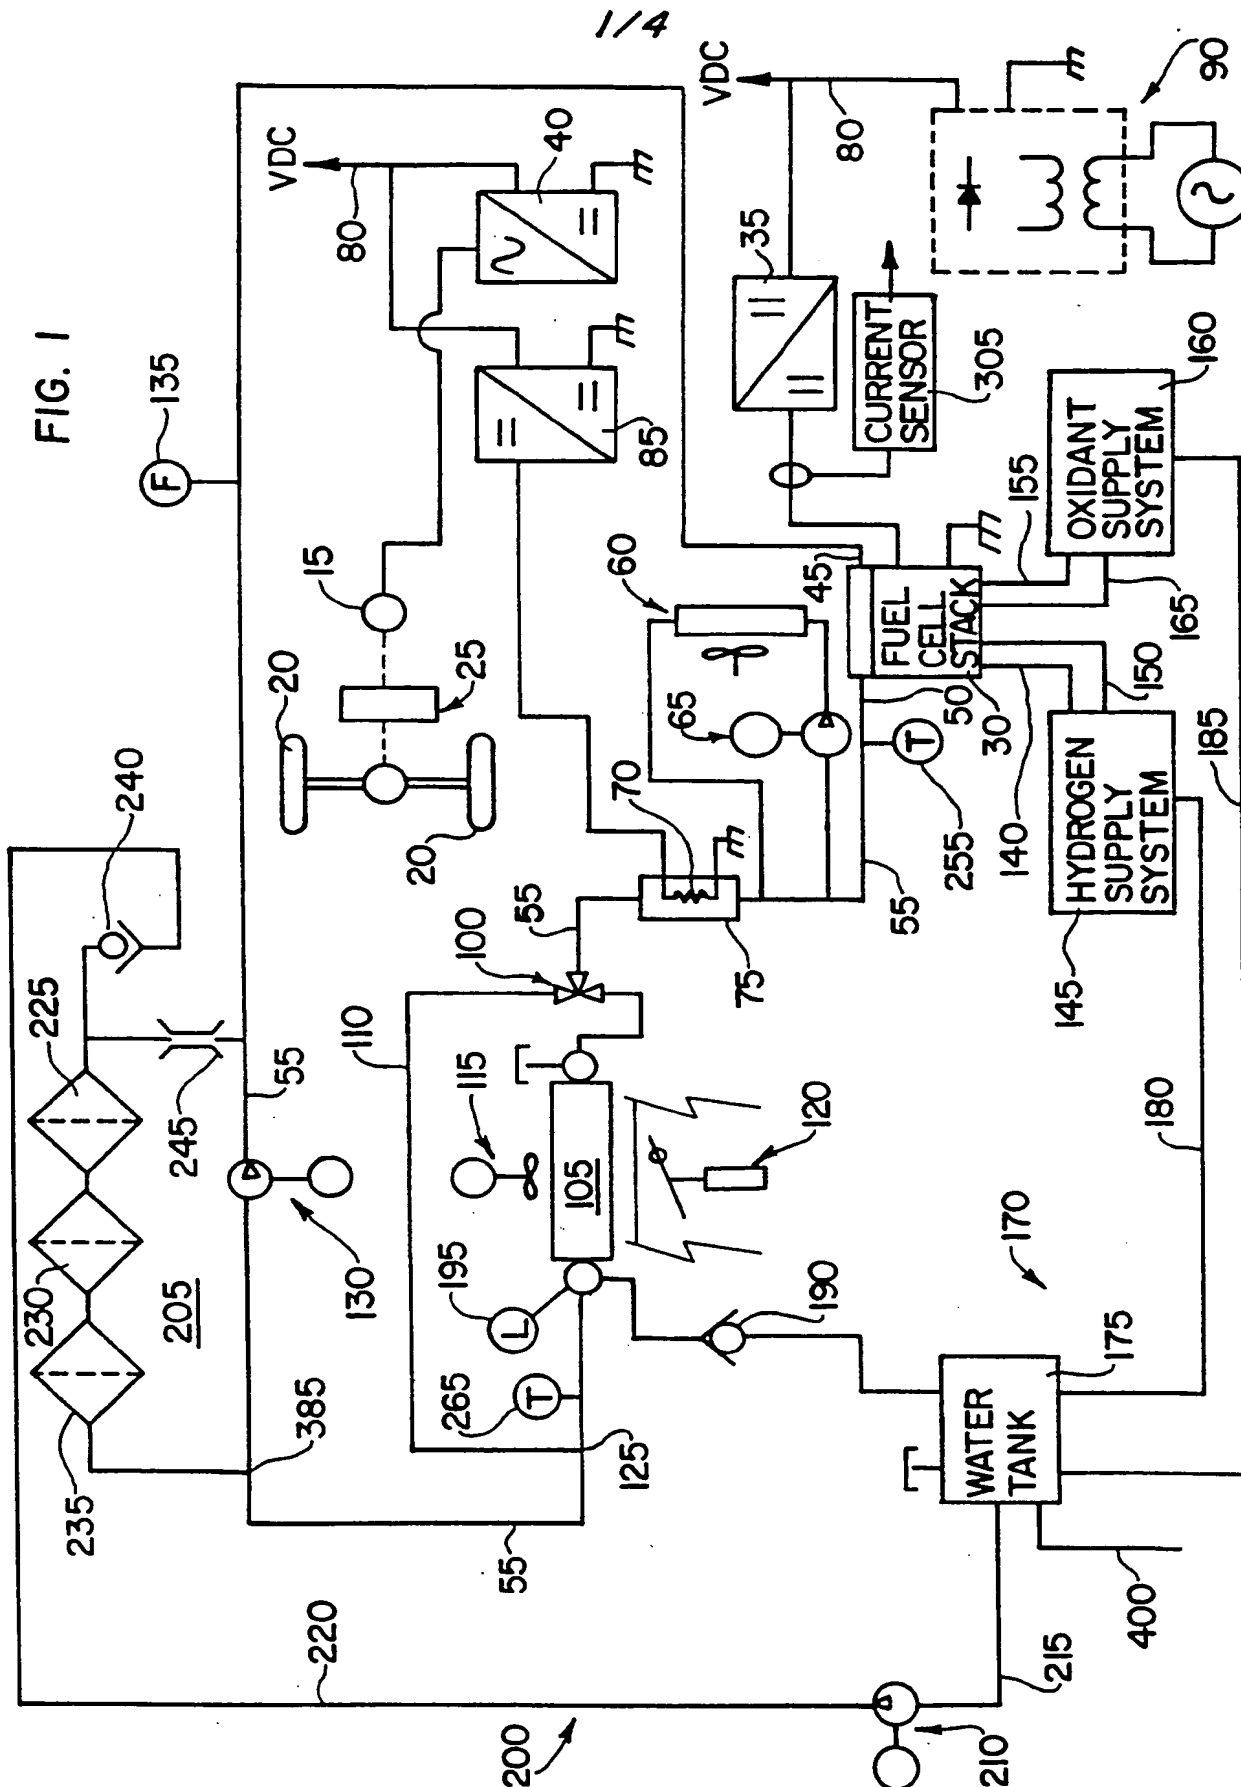 1/4
FIG. 1
VDC
80
40
85
135
F
15
20
25
20
240
225
245
55
230
205
235
385
130
110
100
115
105
120
195
L
265
T
125
55
190
55
70
75
60
65
45
50
30
T
255
55
VDC
80
35
CURRENT
SENSOR
305
90
FUEL
CELL
STACK
155
165
150
140
OXIDANT
SUPPLY
SYSTEM
160
HYDROGEN
SUPPLY
SYSTEM
145
185
180
170
175
WATER
TANK
400
215
210
200
220